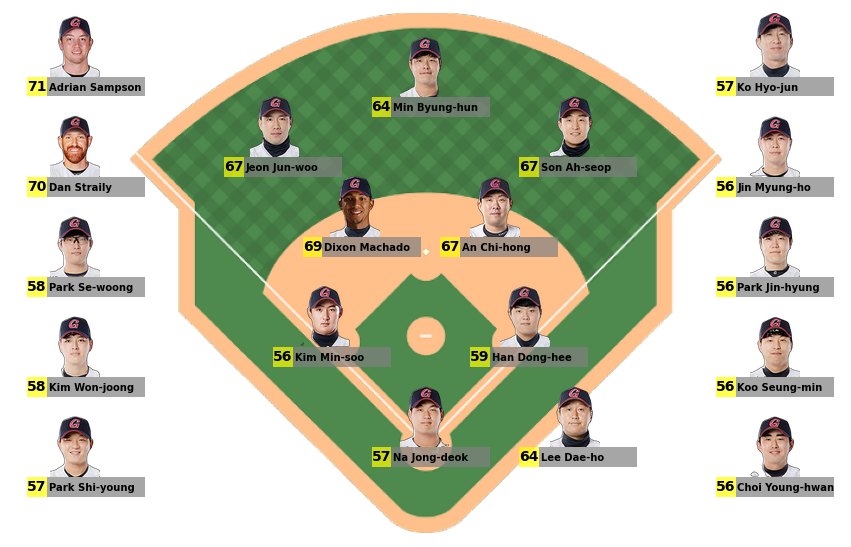 71 Adrian Sampson
70 Dan Straily
58 Park Se-woong
58 Kim Won-joong
57 Park Shi-young
64 Min Byung-hun
67 Jeon Jun-woo
67 Son Ah-seop
69 Dixon Machado
67 An Chi-hong
56 Kim Min-soo
59 Han Dong-hee
57 Na Jong-deok
64 Lee Dae-ho
57 Ko Hyo-jun
56 Jin Myung-ho
56 Park Jin-hyung
56 Koo Seung-min
56 Choi Young-hwan